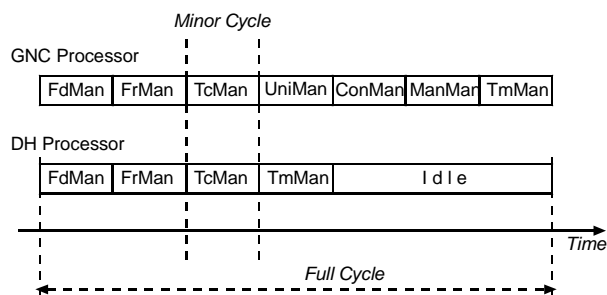 Minor Cycle
GNC Processor
FdMan FrMan TcMan UniMan ConMan ManMan TmMan
DH Processor
FdMan FrMan TcMan TmMan Idle
Time
Full Cycle